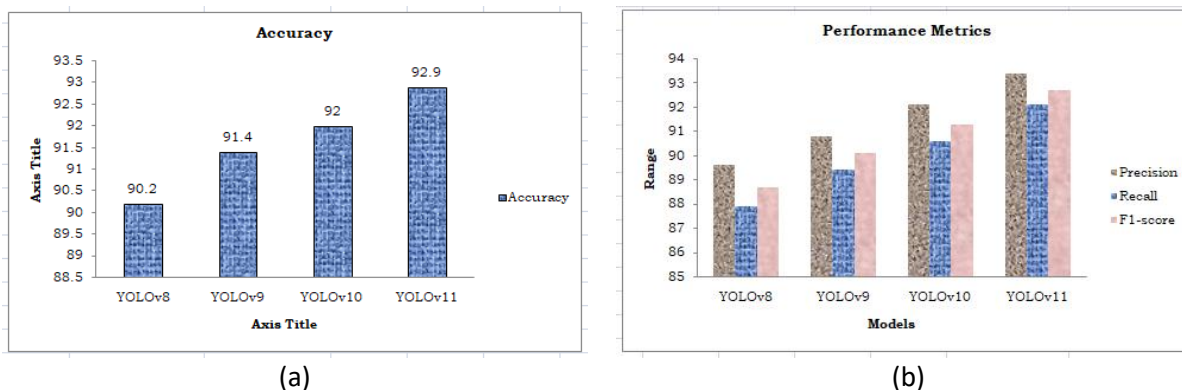 Accuracy
93.5
93
92.5
92
91.5
91
90.5
90
89.5
89
88.5
Axis Title
90.2
91.4
92
92.9
YOLOv8 YOLOv9 YOLOv10 YOLOv11
Axis Title
Accuracy
(a)
Performance Metrics
94
93
92
91
90
89
88
87
86
85
Range
YOLOv8 YOLOv9 YOLOv10 YOLOv11
Models
Precision
Recall
F1-score
(b)